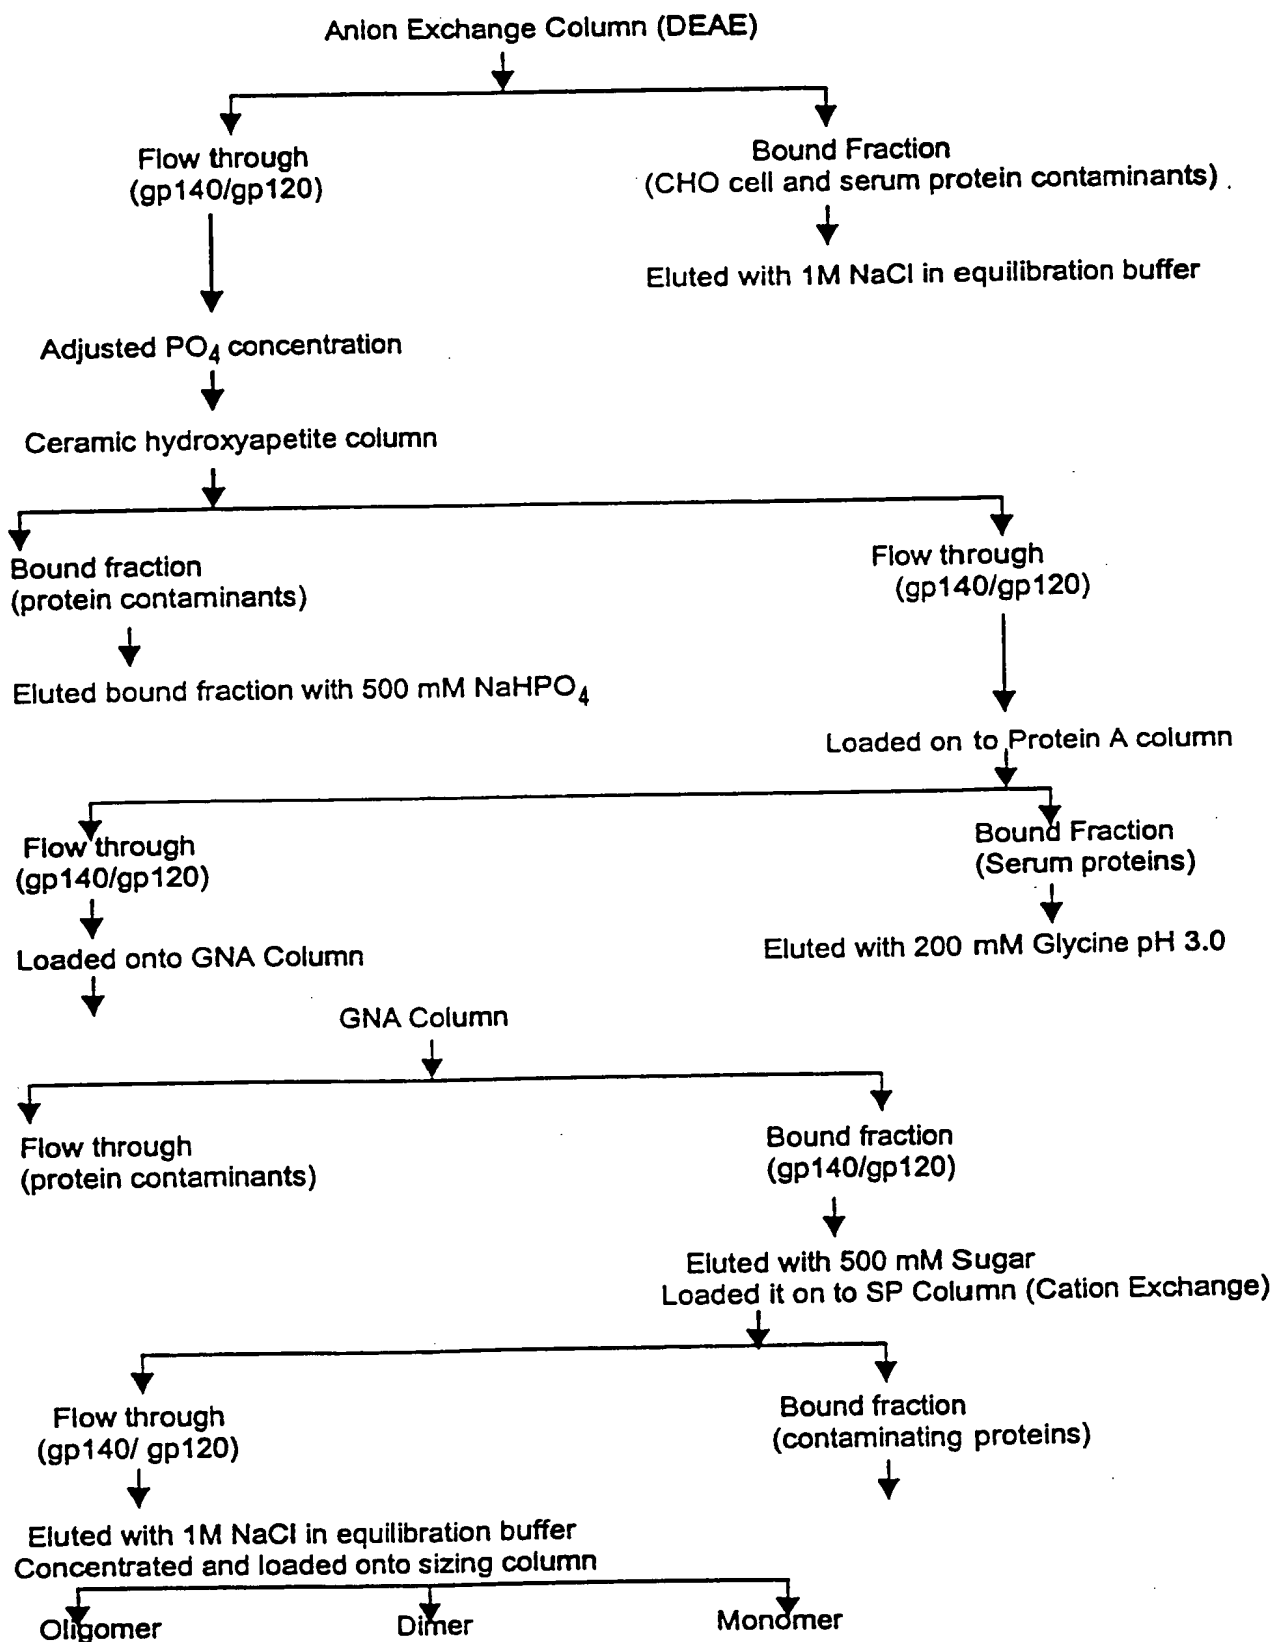 Anion Exchange Column (DEAE)
Flow through
(gp140/gp120)
Bound Fraction
(CHO cell and serum protein contaminants)
Eluted with 1M NaCl in equilibration buffer
Adjusted PO4 concentration
Ceramic hydroxyapetite column
Bound fraction
(protein contaminants)
Eluted bound fraction with 500 mM NaHPO4
Flow through
(gp140/gp120)
Loaded on to Protein A column
Flow through
(gp140/gp120)
Loaded onto GNA Column
Bound Fraction
(Serum proteins)
Eluted with 200 mM Glycine pH 3.0
GNA Column
Flow through
(protein contaminants)
Bound fraction
(gp140/gp120)
Eluted with 500 mM Sugar
Loaded it on to SP Column (Cation Exchange)
Flow through
(gp140/ gp120)
Bound fraction
(contaminating proteins)
Eluted with 1M NaCl in equilibration buffer
Concentrated and loaded onto sizing column
Oligomer
Dimer
Monomer